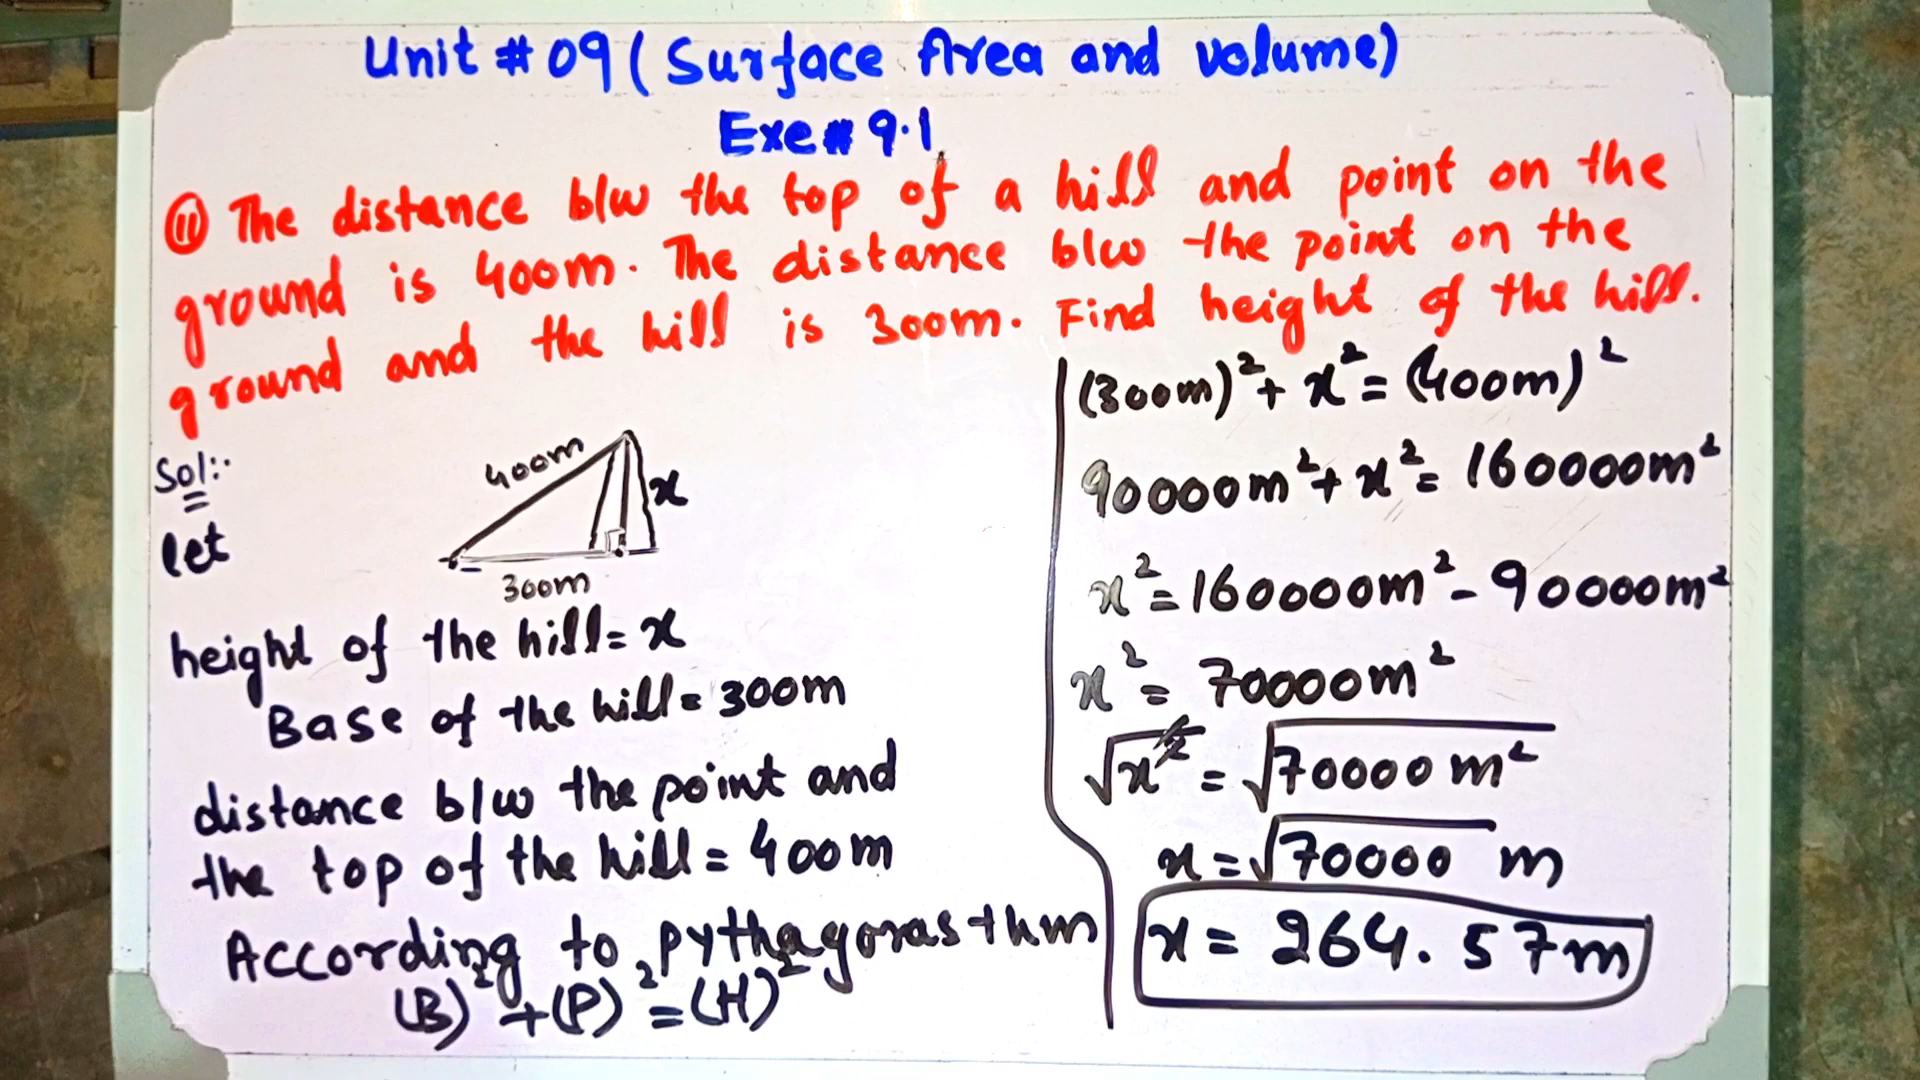 Unit # 09 (Surface Area and volume)
Exe # 9.1
11 The distance b/w the top of a hill and point on the
ground is 400m. The distance b/w the point on the
ground and the hill is 300m. Find height of the hill.
Sol:-
let
400m
x
300m
height of the hill = x
Base of the hill = 300m
distance b/w the point and
the top of the hill = 400m
According to pythagoras thm
(B)² + (P)² = (H)²
(300m)² + x² = (400m)²
90000m² + x² = 160000m²
x² = 160000m² - 90000m²
x² = 70000m²
√x² = √70000 m²
x = √70000 m
x = 264.57m